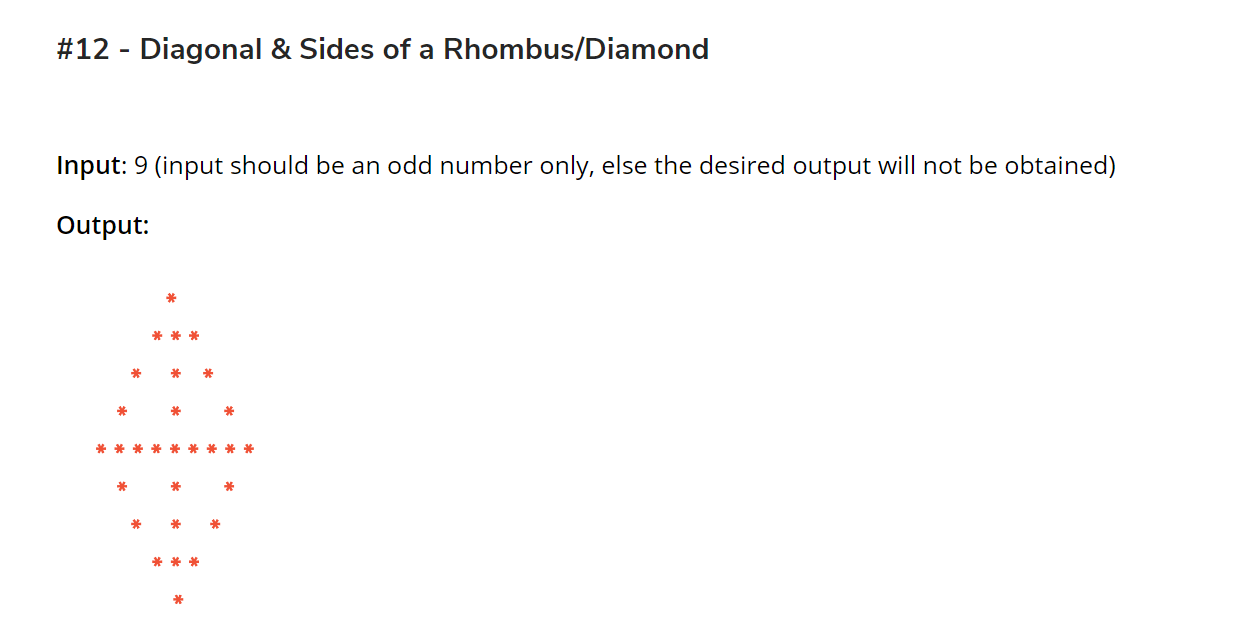 #12 - Diagonal & Sides of a Rhombus/Diamond
Input: 9 (input should be an odd number only, else the desired output will not be obtained)
Output:
*
* * *
* * *
* * *
* * * * * * * * *
* * *
* * *
* * *
*